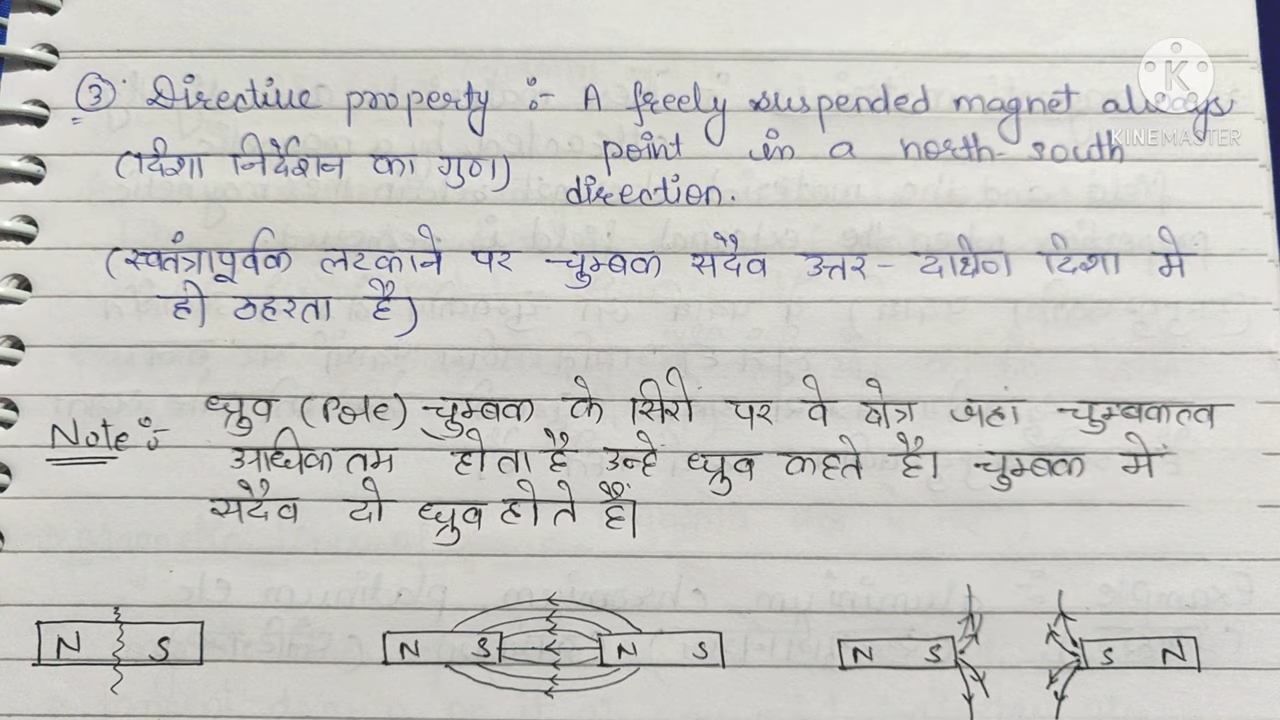 ③ Directive property :- A freely suspended magnet always
(दिशा निर्देशन का गुण) point in a north-south
direction.
(स्वतंत्रापूर्वक लटकाने पर चुम्बक सदैव उत्तर - दक्षिण दिशा मे
ही ठहरता है)
Note :- ध्रुव (Pole) चुम्बक के सिरों पर वे क्षेत्र जहां चुम्बकत्व
अधिकतम होता है उन्हे ध्रुव कहते है। चुम्बक में
सदैव दो ध्रुव होते हैं।
N S
N S N S
N S S N
K
KINEMASTER